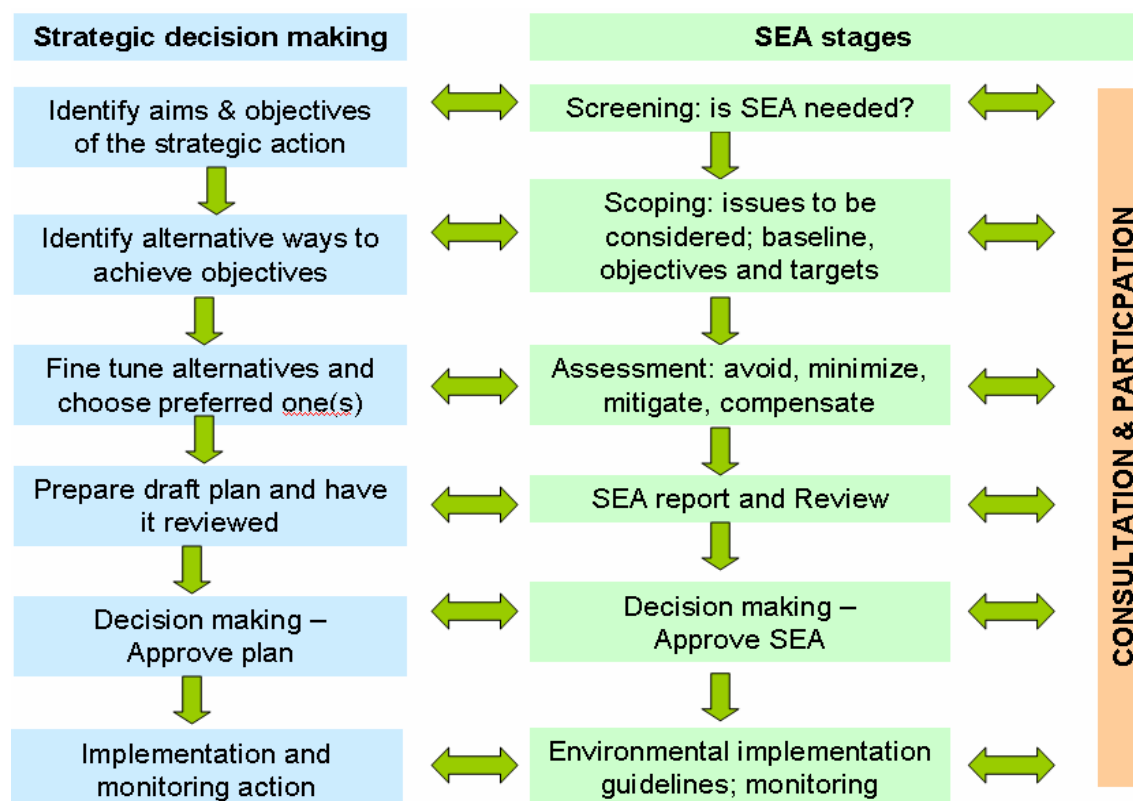 Strategic decision making
SEA stages
Identify aims & objectives
of the strategic action
Screening: is SEA needed?
Identify alternative ways to
achieve objectives
Scoping: issues to be
considered; baseline,
objectives and targets
Fine tune alternatives and
choose preferred one(s)
Assessment: avoid, minimize,
mitigate, compensate
Prepare draft plan and have
it reviewed
SEA report and Review
Decision making –
Approve plan
Decision making –
Approve SEA
Implementation and
monitoring action
Environmental implementation
guidelines; monitoring
CONSULTATION & PARTICPATION